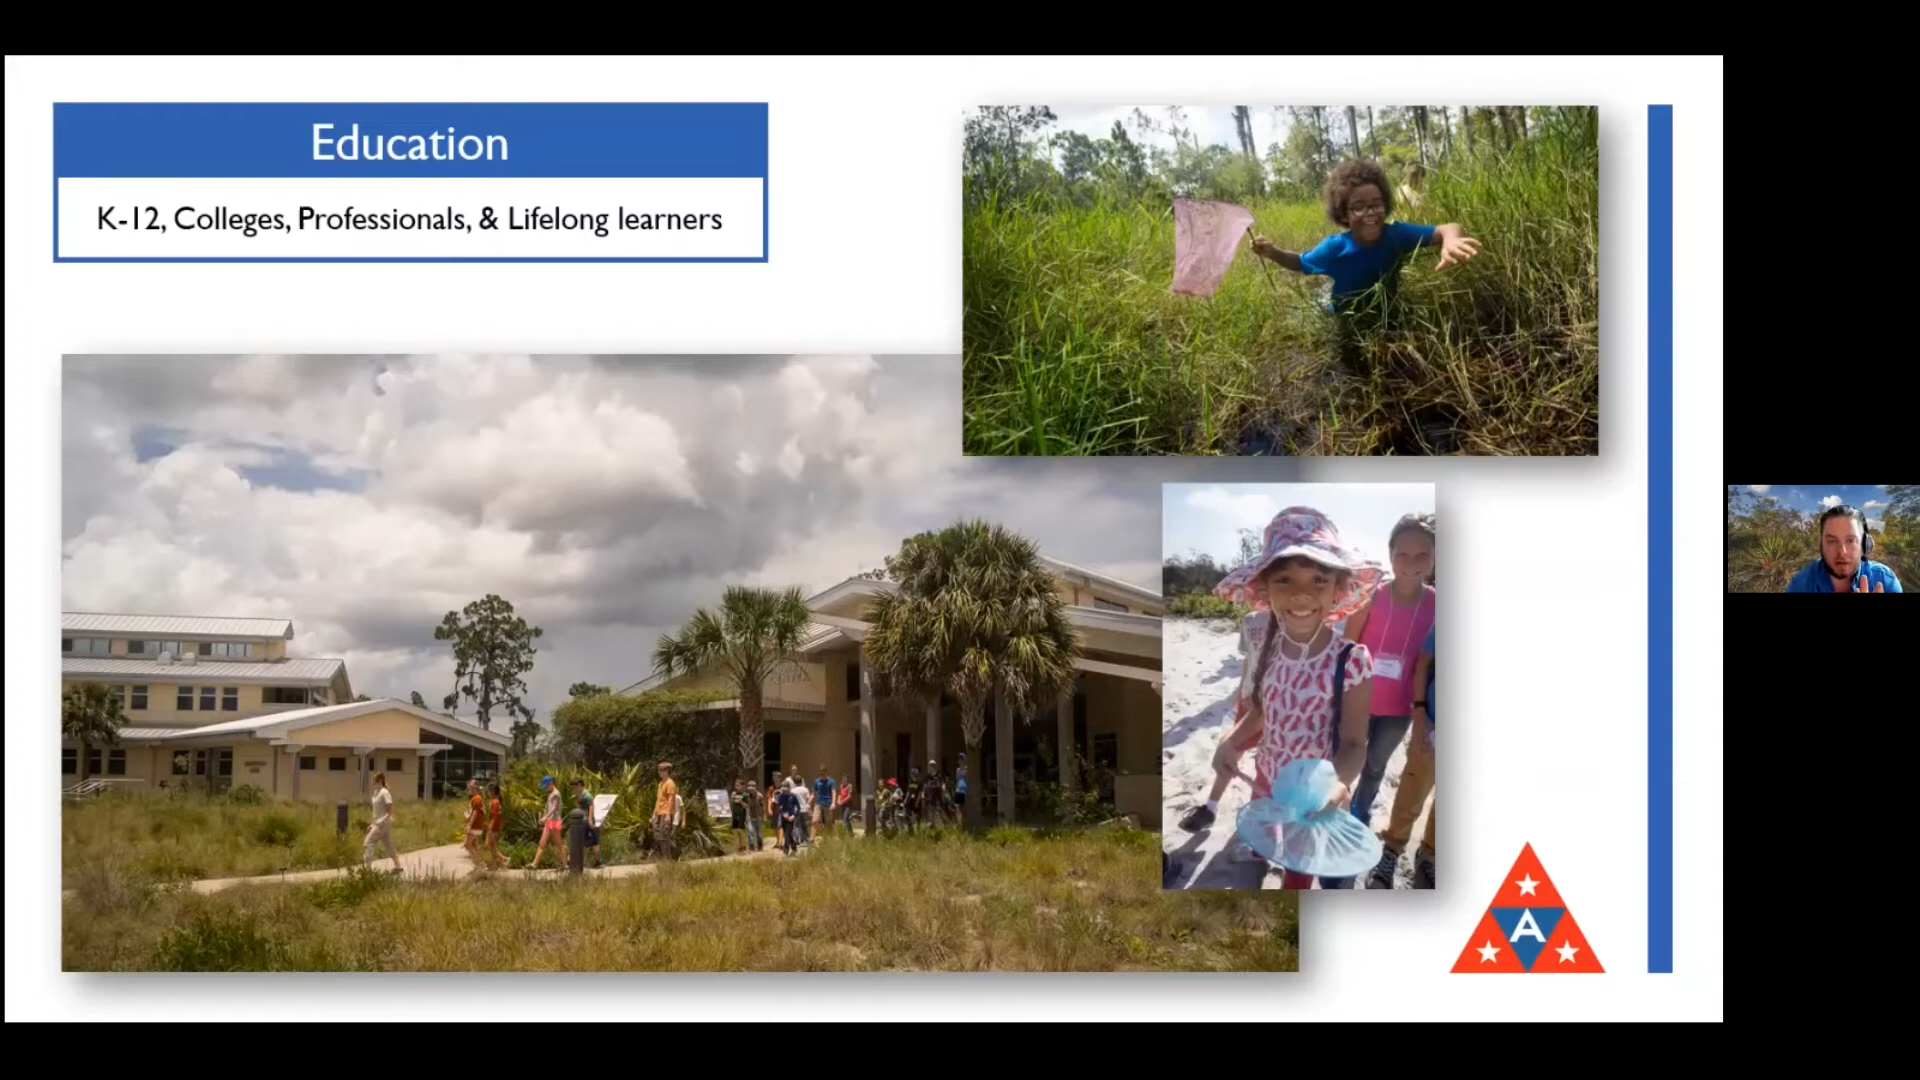 Education
K-12, Colleges, Professionals, & Lifelong learners
A